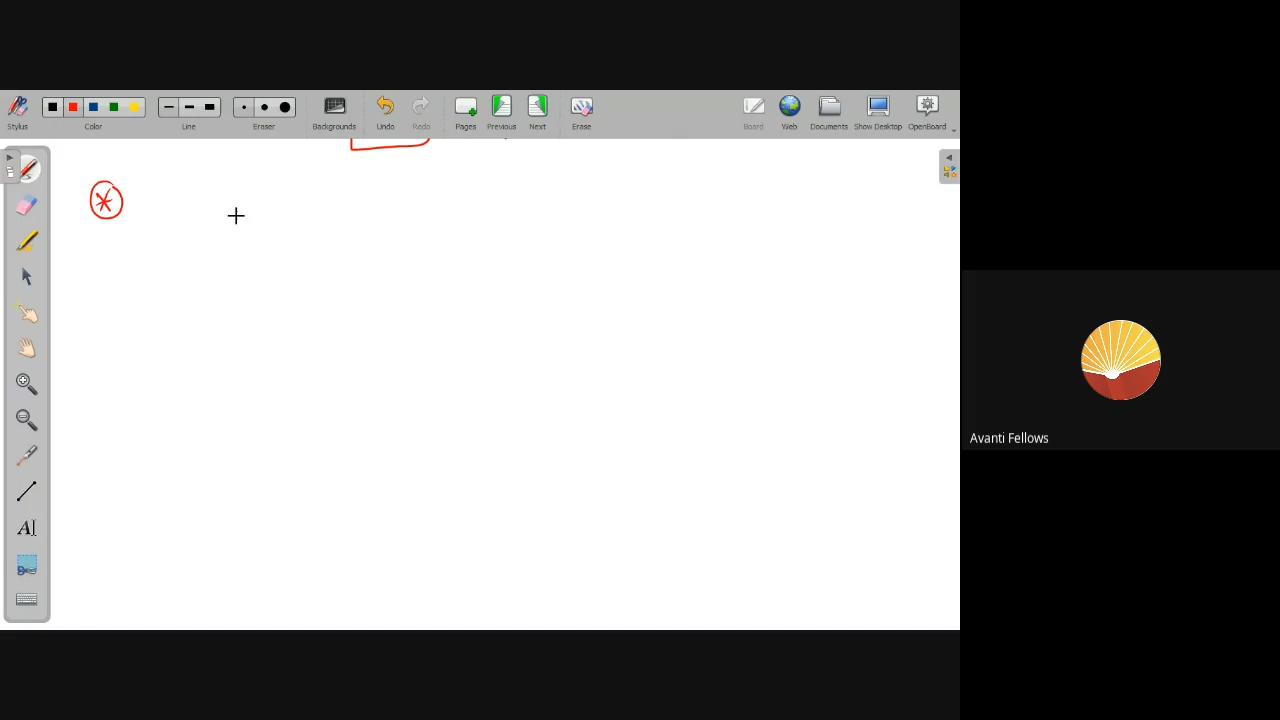 Stylus Color Line Eraser Backgrounds Undo Redo Pages Previous Next Erase Board Web Documents Show Desktop OpenBoard
A
Avanti Fellows